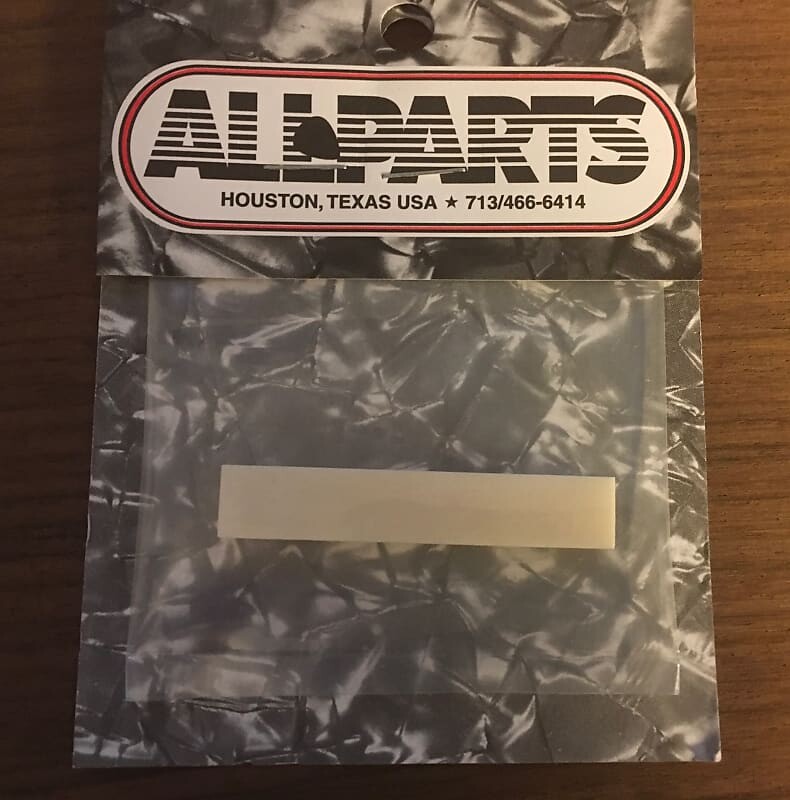 ALLPARTS
HOUSTON, TEXAS USA ★ 713/466-6414